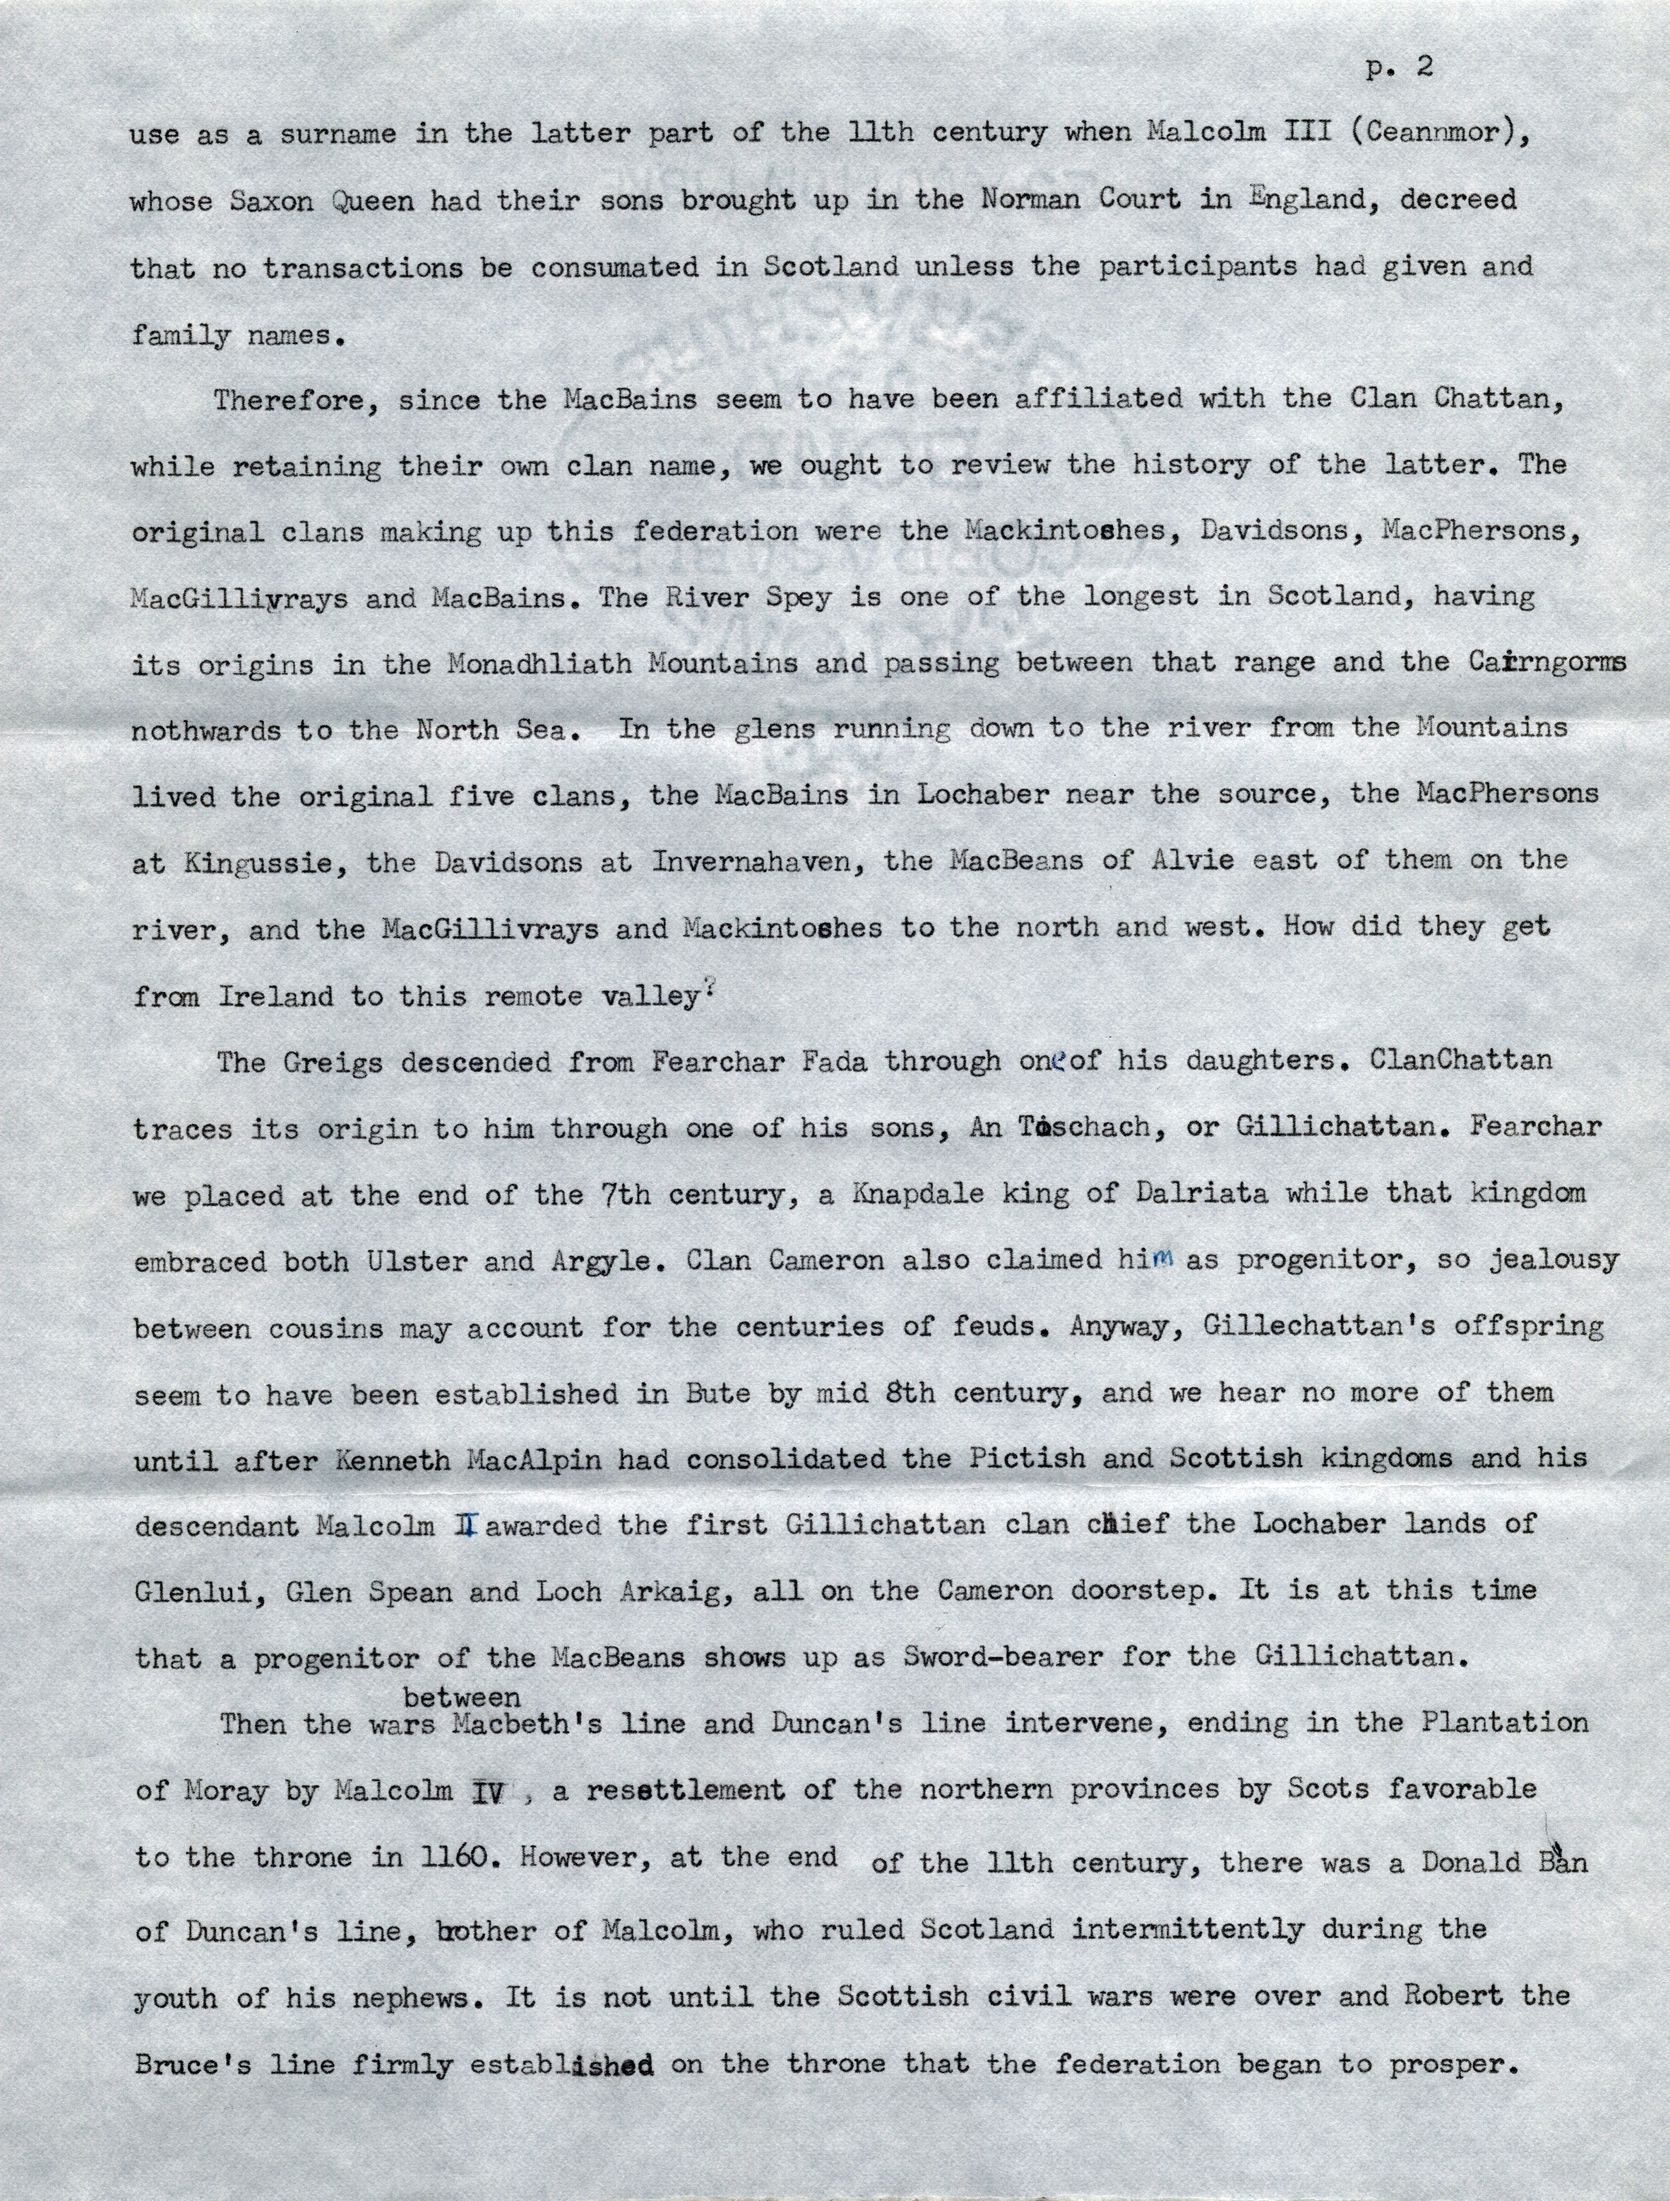 p. 2
use as a surname in the latter part of the 11th century when Malcolm III (Ceannmor),
whose Saxon Queen had their sons brought up in the Norman Court in England, decreed
that no transactions be consumated in Scotland unless the participants had given and
family names.
Therefore, since the MacBains seem to have been affiliated with the Clan Chattan,
while retaining their own clan name, we ought to review the history of the latter. The
original clans making up this federation were the Mackintoshes, Davidsons, MacPhersons,
MacGillivrays and MacBains. The River Spey is one of the longest in Scotland, having
its origins in the Monadhliath Mountains and passing between that range and the Cairngorms
nothwards to the North Sea. In the glens running down to the river from the Mountains
lived the original five clans, the MacBains in Lochaber near the source, the MacPhersons
at Kingussie, the Davidsons at Invernahaven, the MacBeans of Alvie east of them on the
river, and the MacGillivrays and Mackintoshes to the north and west. How did they get
from Ireland to this remote valley?
The Greigs descended from Fearchar Fada through one of his daughters. ClanChattan
traces its origin to him through one of his sons, An Toschach, or Gillichattan. Fearchar
we placed at the end of the 7th century, a Knapdale king of Dalriata while that kingdom
embraced both Ulster and Argyle. Clan Cameron also claimed him as progenitor, so jealousy
between cousins may account for the centuries of feuds. Anyway, Gillechattan's offspring
seem to have been established in Bute by mid 8th century, and we hear no more of them
until after Kenneth MacAlpin had consolidated the Pictish and Scottish kingdoms and his
descendant Malcolm II awarded the first Gillichattan clan chief the Lochaber lands of
Glenlui, Glen Spean and Loch Arkaig, all on the Cameron doorstep. It is at this time
that a progenitor of the MacBeans shows up as Sword-bearer for the Gillichattan.
between
Then the wars Macbeth's line and Duncan's line intervene, ending in the Plantation
of Moray by Malcolm IV , a resettlement of the northern provinces by Scots favorable
to the throne in 1160. However, at the end of the 11th century, there was a Donald Bàn
of Duncan's line, brother of Malcolm, who ruled Scotland intermittently during the
youth of his nephews. It is not until the Scottish civil wars were over and Robert the
Bruce's line firmly established on the throne that the federation began to prosper.